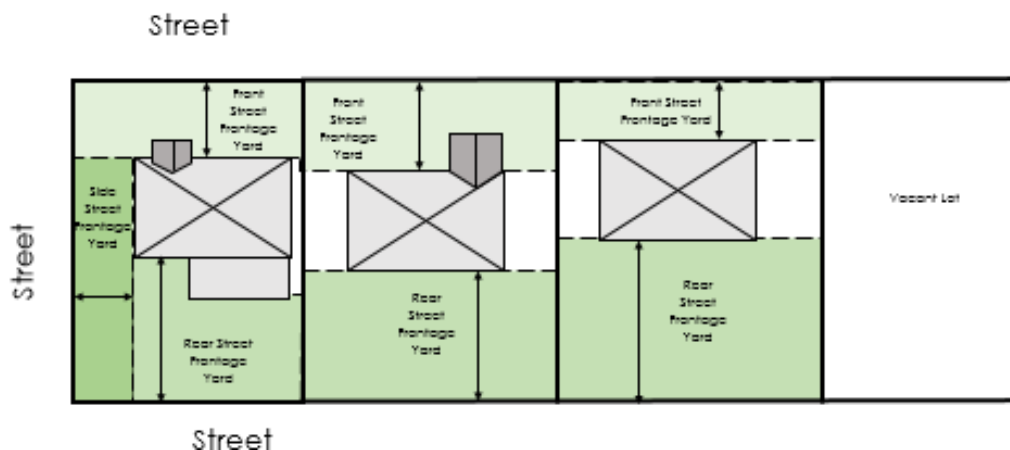 Street
Front
Street
Frontage
Yard
Front
Street
Frontage
Yard
Front Street
Frontage Yard
Side
Street
Frontage
Yard
Vacant Lot
Street
Rear Street
Frontage
Yard
Rear
Street
Frontage
Yard
Rear
Street
Frontage
Yard
Street